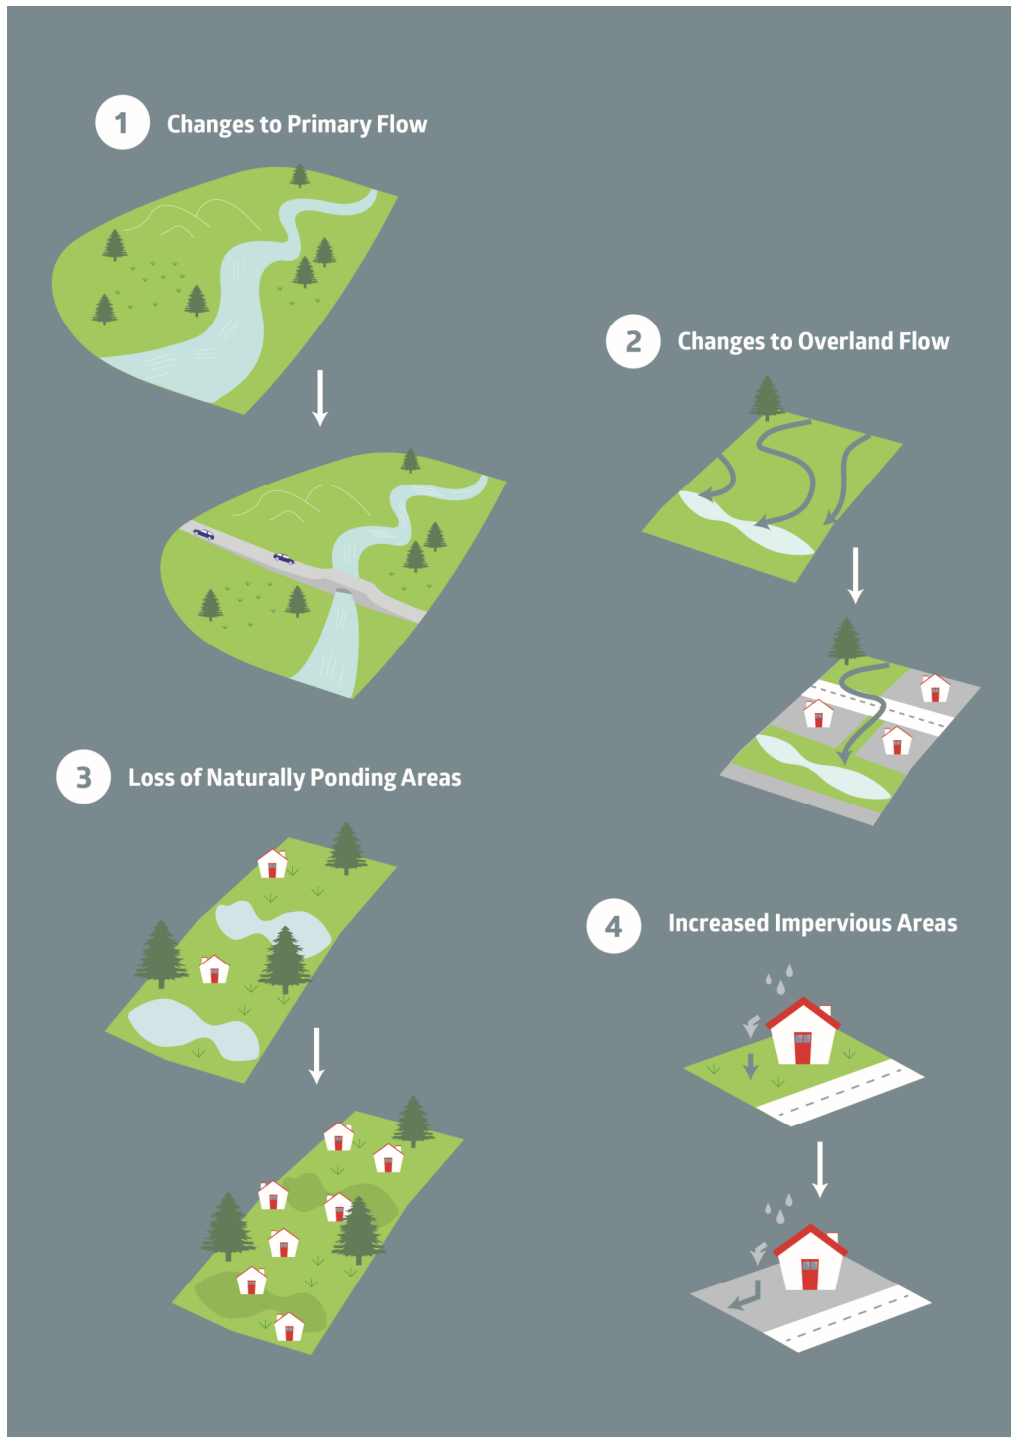 1 Changes to Primary Flow
2 Changes to Overland Flow
3 Loss of Naturally Ponding Areas
4 Increased Impervious Areas